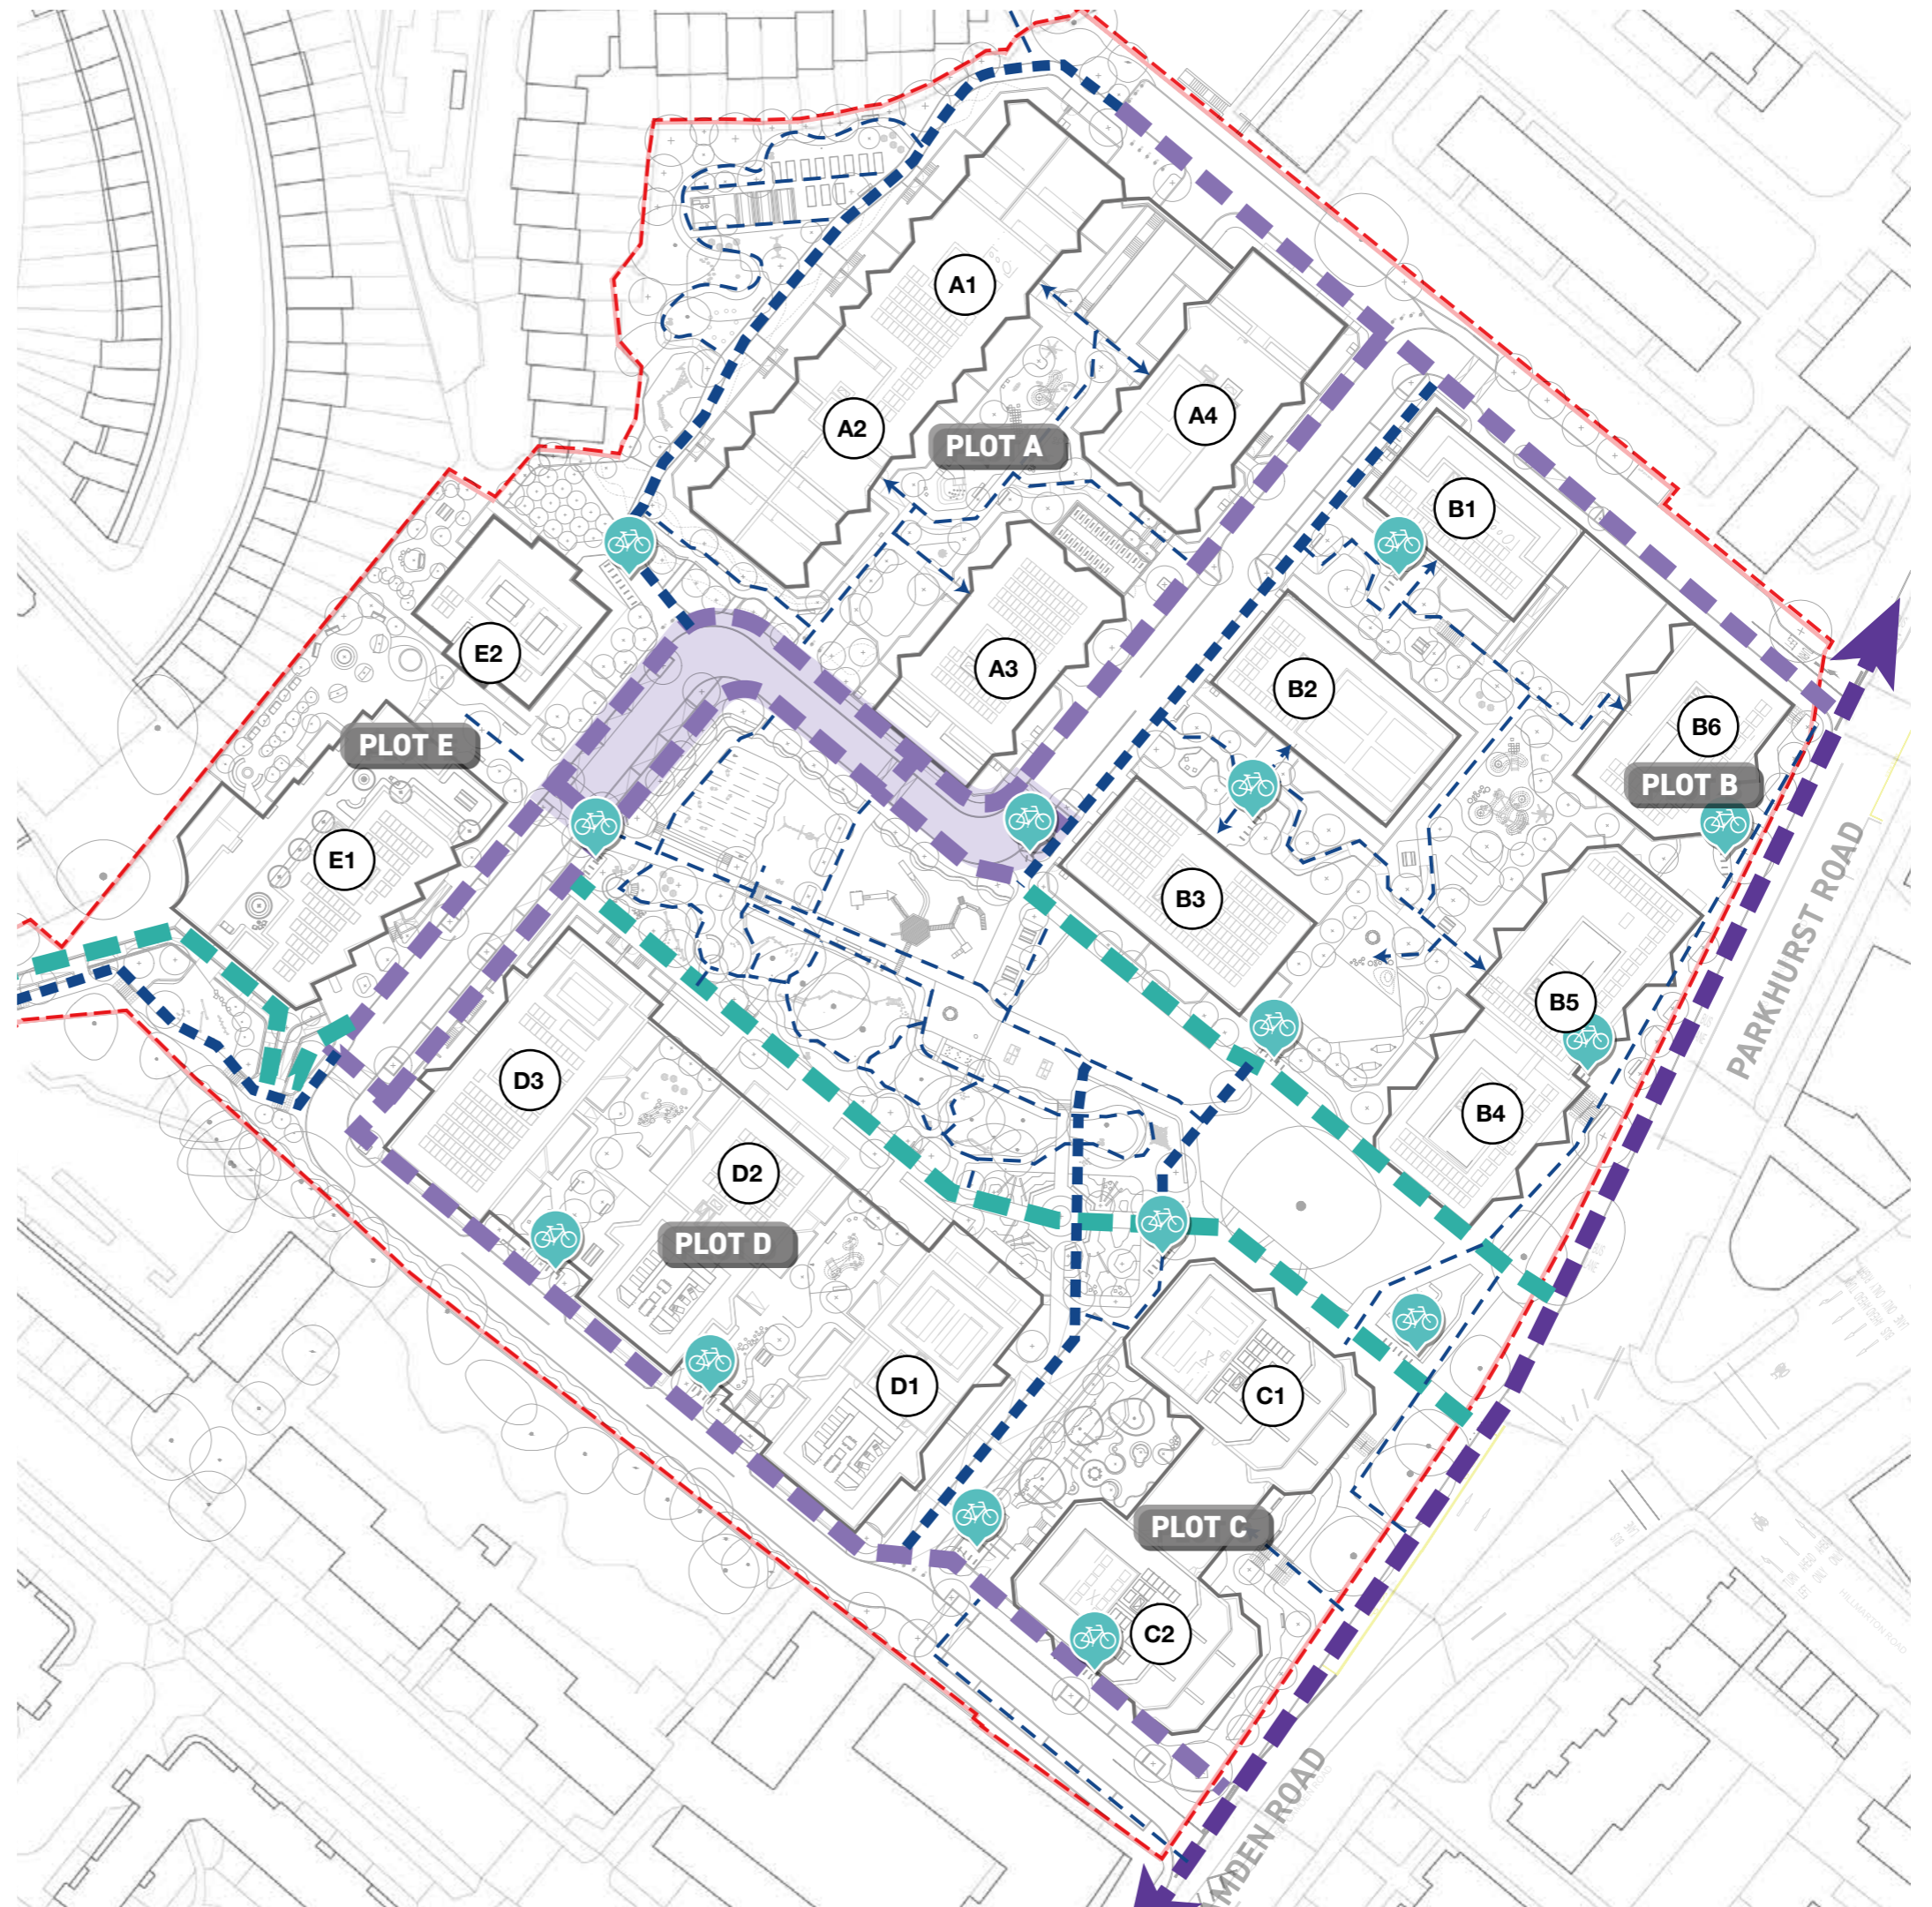 A1
A2
A4
PLOT A
B1
E2
A3
B2
B6
PLOT E
PLOT B
E1
B3
PARKHURST ROAD
B5
D3
B4
D2
PLOT D
D1
C1
PLOT C
C2
MDEN ROAD